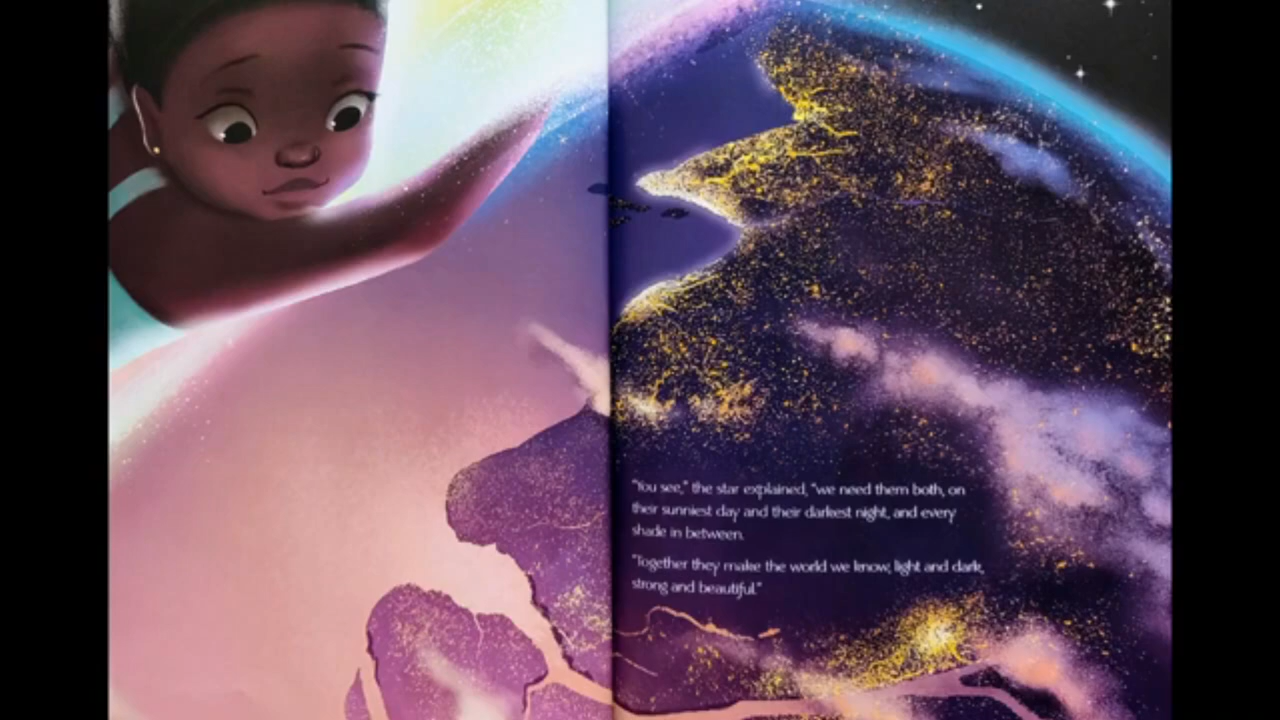 "You see," the star explained, "we need them both, on
their sunniest day and their darkest night, and every
shade in between.
"Together they make the world we know, light and dark,
strong and beautiful."